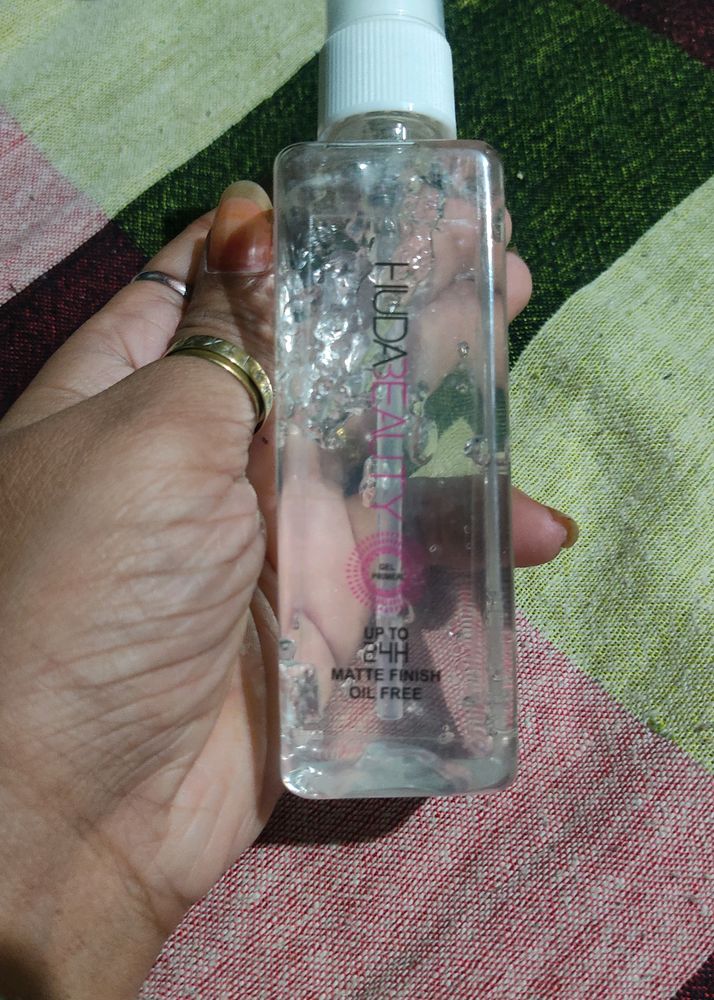 HUDABEAUTY
GEL
PRIMER
UP TO
24H
MATTE FINISH
OIL FREE